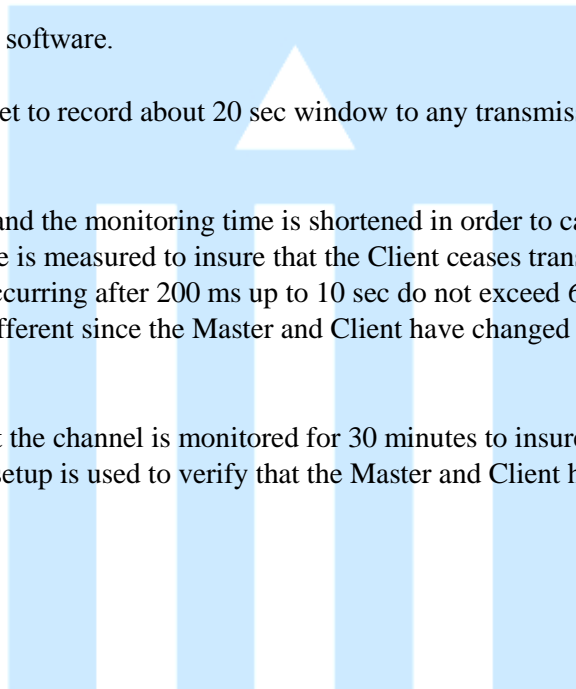 software.
et to record about 20 sec window to any transmis
and the monitoring time is shortened in order to ca
e is measured to insure that the Client ceases trans
ccurring after 200 ms up to 10 sec do not exceed 6
fferent since the Master and Client have changed
t the channel is monitored for 30 minutes to insure
setup is used to verify that the Master and Client h